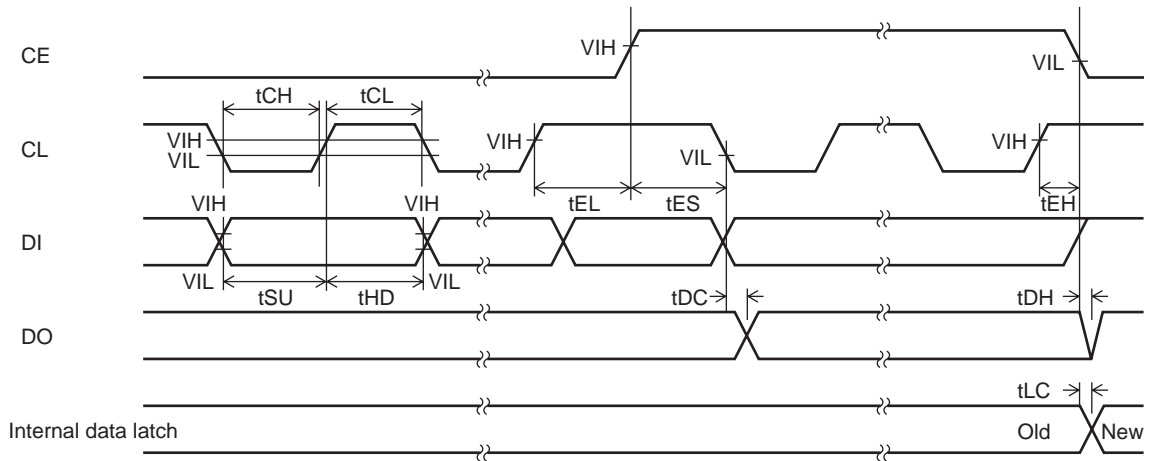 CE
VIH
VIL
tCH
tCL
CL
VIH
VIL
VIH
VIL
VIH
tEL
tES
tEH
DI
VIH
VIH
VIL
VIL
tSU
tHD
DO
tDC
tDH
Internal data latch
tLC
Old
New